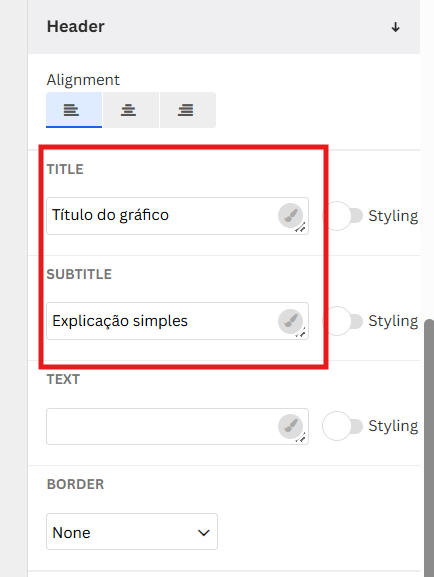 Header
Alignment
TITLE
Título do gráfico
Styling
SUBTITLE
Explicação simples
Styling
TEXT
Styling
BORDER
None